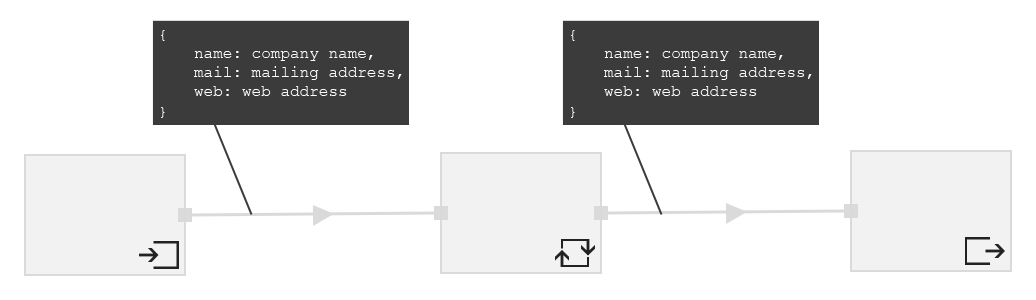 {
name: company name,
mail: mailing address,
web: web address
}
{
name: company name,
mail: mailing address,
web: web address
}